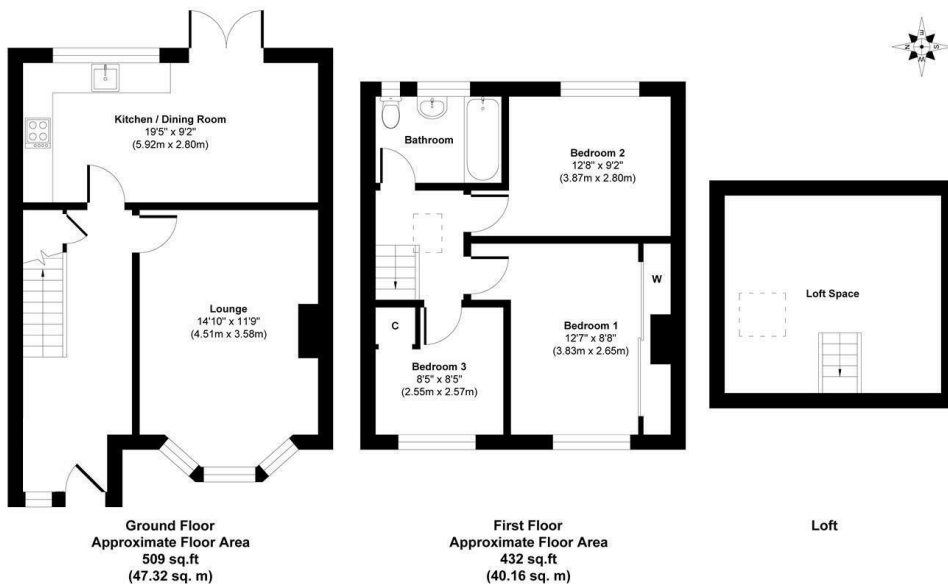 Kitchen / Dining Room
19'5" x 9'2"
(5.92m x 2.80m)
Lounge
14'10" x 11'9"
(4.51m x 3.58m)
Ground Floor
Approximate Floor Area
509 sq.ft
(47.32 sq. m)
Bathroom
Bedroom 2
12'8" x 9'2"
(3.87m x 2.80m)
Bedroom 1
12'7" x 8'8"
(3.83m x 2.65m)
W
C
Bedroom 3
8'5" x 8'5"
(2.55m x 2.57m)
First Floor
Approximate Floor Area
432 sq.ft
(40.16 sq. m)
E
N
S
W
Loft Space
Loft